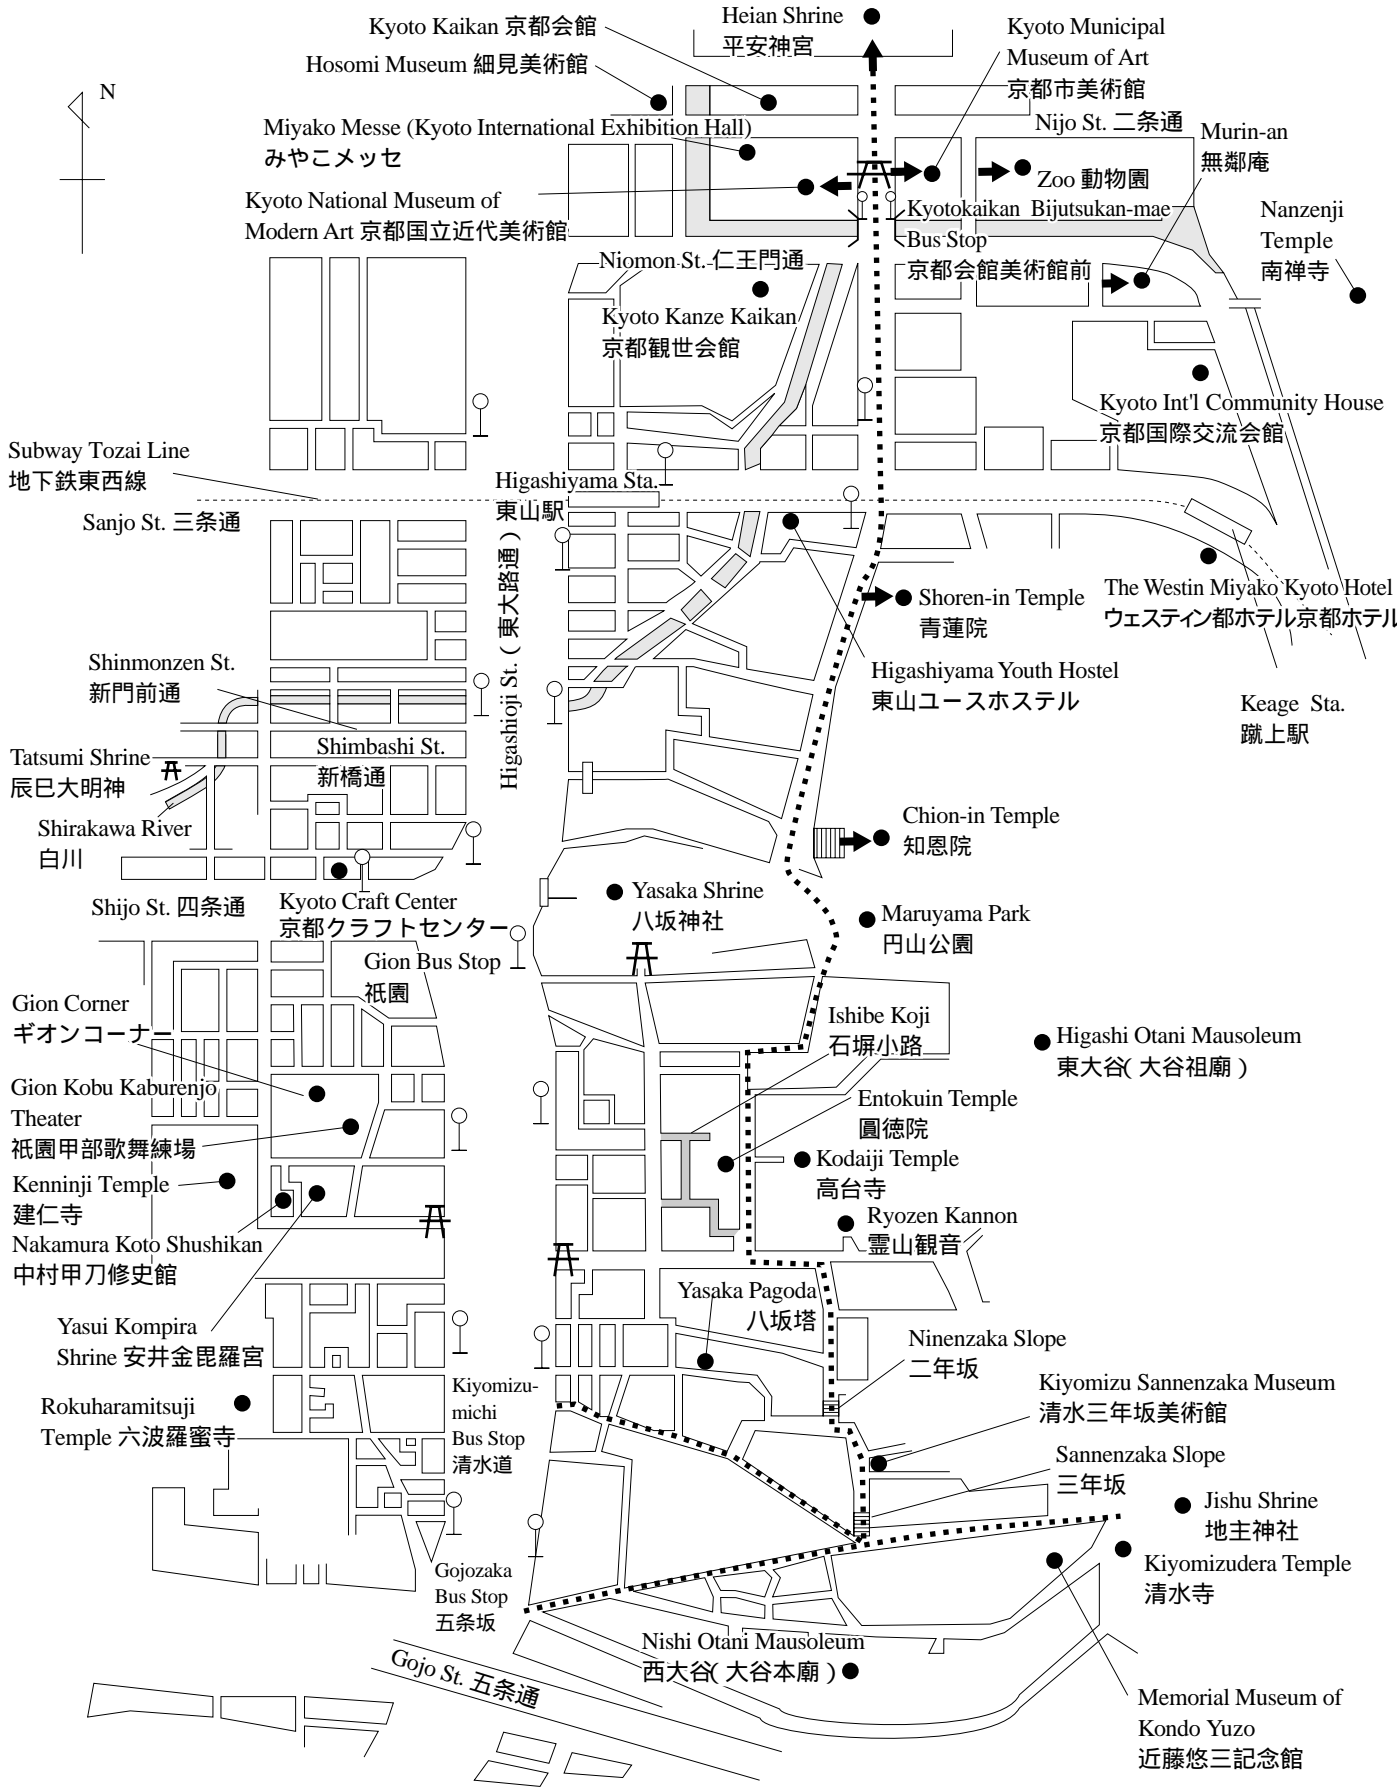 Heian Shrine
平安神宮
Kyoto Kaikan 京都会館
Hosomi Museum 細見美術館
Kyoto Municipal
Museum of Art
京都市美術館
N
Miyako Messe (Kyoto International Exhibition Hall)
みやこメッセ
Nijo St. 二条通
Murin-an
無鄰庵
Zoo 動物園
Kyoto National Museum of
Modern Art 京都国立近代美術館
Kyotokaikan Bijutsukan-mae
Bus Stop
京都会館美術館前
Nanzenji
Temple
南禅寺
Niomon St. 仁王門通
Kyoto Kanze Kaikan
京都観世会館
Kyoto Int'l Community House
京都国際交流会館
Subway Tozai Line
地下鉄東西線
Higashiyama Sta.
東山駅
Sanjo St. 三条通
Higashioji St. ( 東大路通 )
The Westin Miyako Kyoto Hotel
ウェスティン都ホテル京都ホテル
Shoren-in Temple
青蓮院
Higashiyama Youth Hostel
東山ユースホステル
Keage Sta.
蹴上駅
Shinmonzen St.
新門前通
Shimbashi St.
新橋通
Tatsumi Shrine
辰巳大明神
Shirakawa River
白川
Chion-in Temple
知恩院
Shijo St. 四条通
Kyoto Craft Center
京都クラフトセンター
Yasaka Shrine
八坂神社
Maruyama Park
円山公園
Gion Bus Stop
祇園
Gion Corner
ギオンコーナー
Ishibe Koji
石塀小路
Higashi Otani Mausoleum
東大谷( 大谷祖廟 )
Gion Kobu Kaburenjo
Theater
祇園甲部歌舞練場
Entokuin Temple
圓徳院
Kenninji Temple
建仁寺
Kodaiji Temple
高台寺
Ryozen Kannon
霊山観音
Nakamura Koto Shushikan
中村甲刀修史館
Yasaka Pagoda
八坂塔
Yasui Kompira
Shrine 安井金毘羅宮
Ninenzaka Slope
二年坂
Kiyomizu-
michi
Bus Stop
清水道
Kiyomizu Sannenzaka Museum
清水三年坂美術館
Rokuharamitsuji
Temple 六波羅蜜寺
Sannenzaka Slope
三年坂
Jishu Shrine
地主神社
Gojozaka
Bus Stop
五条坂
Kiyomizudera Temple
清水寺
Nishi Otani Mausoleum
西大谷( 大谷本廟 )
Gojo St. 五条通
Memorial Museum of
Kondo Yuzo
近藤悠三記念館